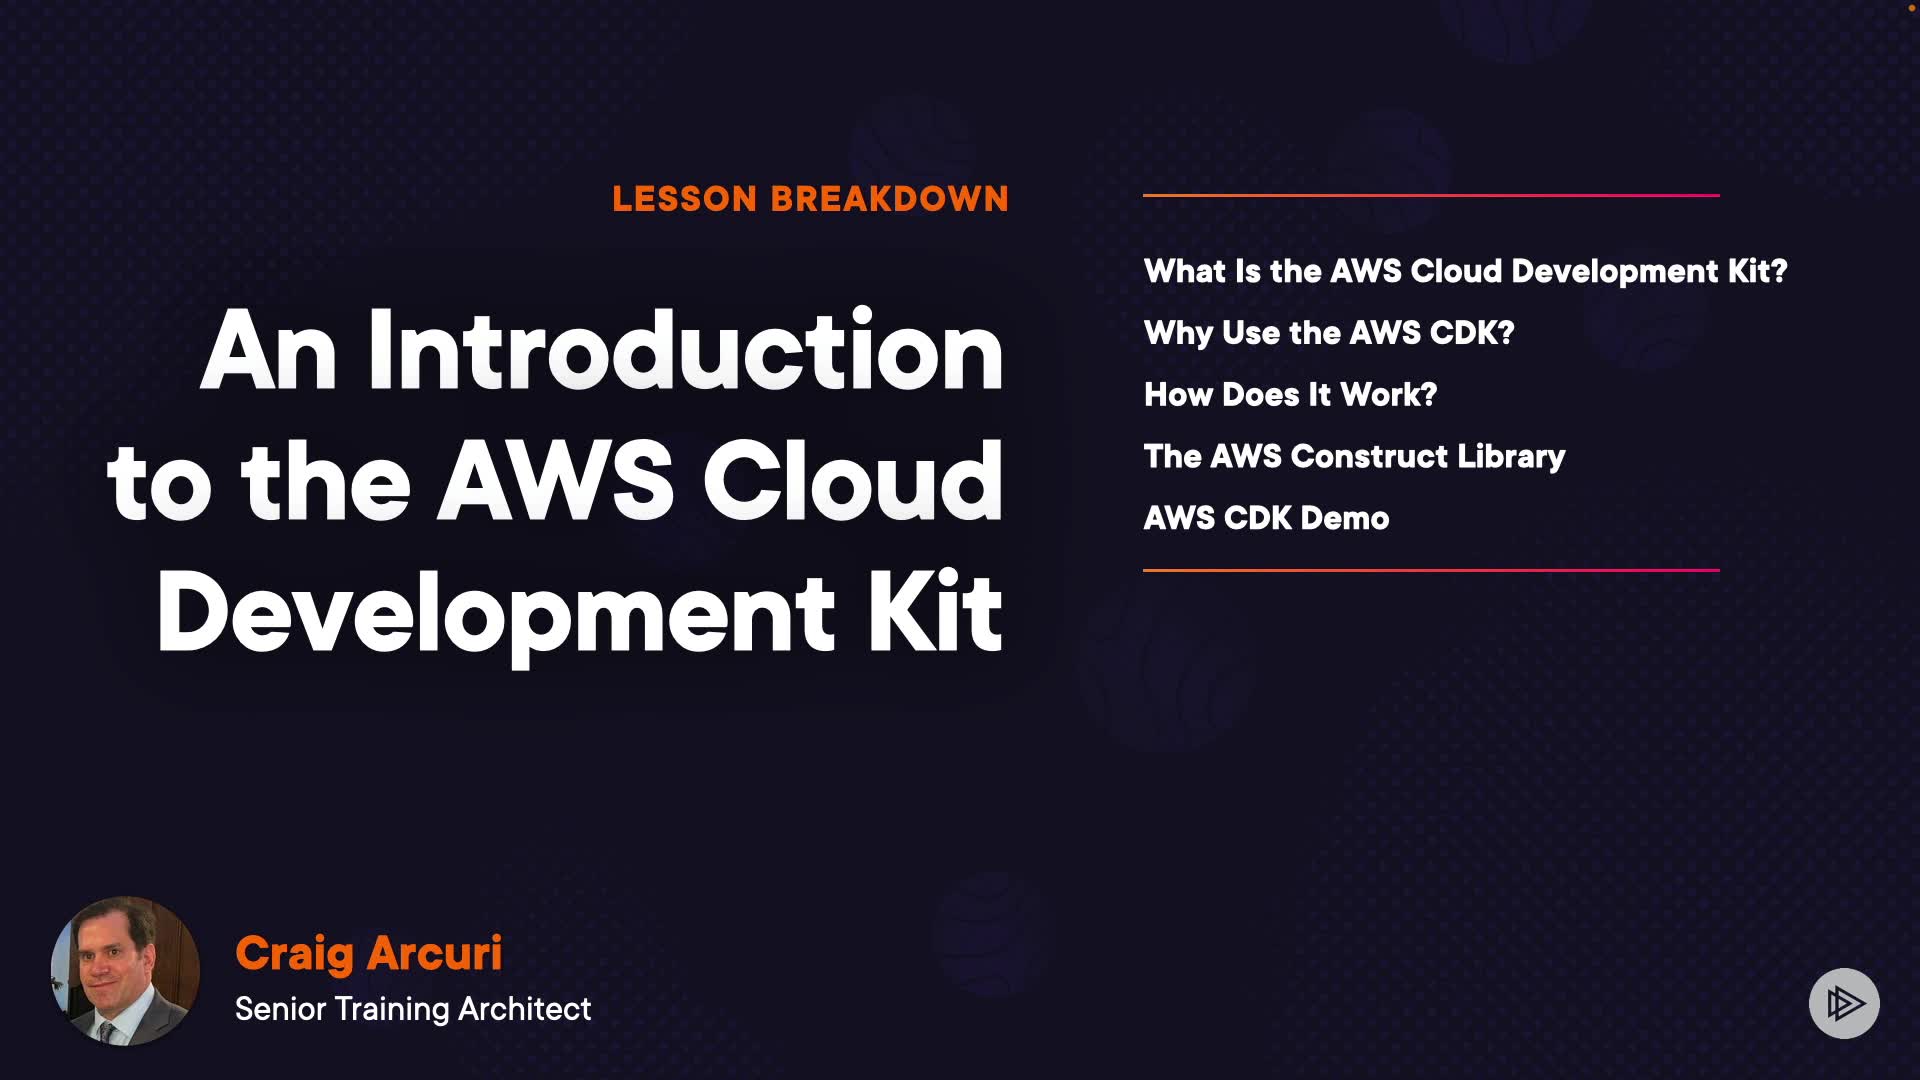 LESSON BREAKDOWN
An Introduction
to the AWS Cloud
Development Kit
What Is the AWS Cloud Development Kit?
Why Use the AWS CDK?
How Does It Work?
The AWS Construct Library
AWS CDK Demo
Craig Arcuri
Senior Training Architect